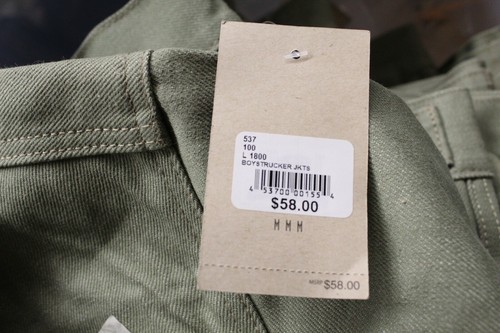 537
100
L 1800
BOYSTRUCKER JKTS
4 53700 00155 4
$58.00
MSRP $58.00